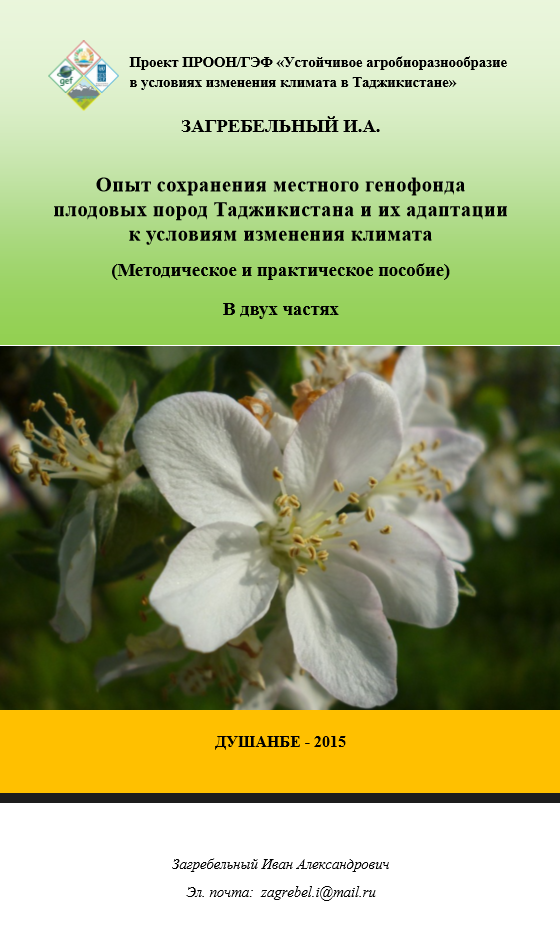 Проект ПРООН/ГЭФ «Устойчивое агробиоразнообразие
в условиях изменения климата в Таджикистане»
gef
ЗАГРЕБЕЛЬНЫЙ И.А.
Опыт сохранения местного генофонда
плодовых пород Таджикистана и их адаптации
к условиям изменения климата
(Методическое и практическое пособие)
В двух частях
ДУШАНБЕ - 2015
Загребельный Иван Александрович
Эл. почта: zagrebel.i@mail.ru